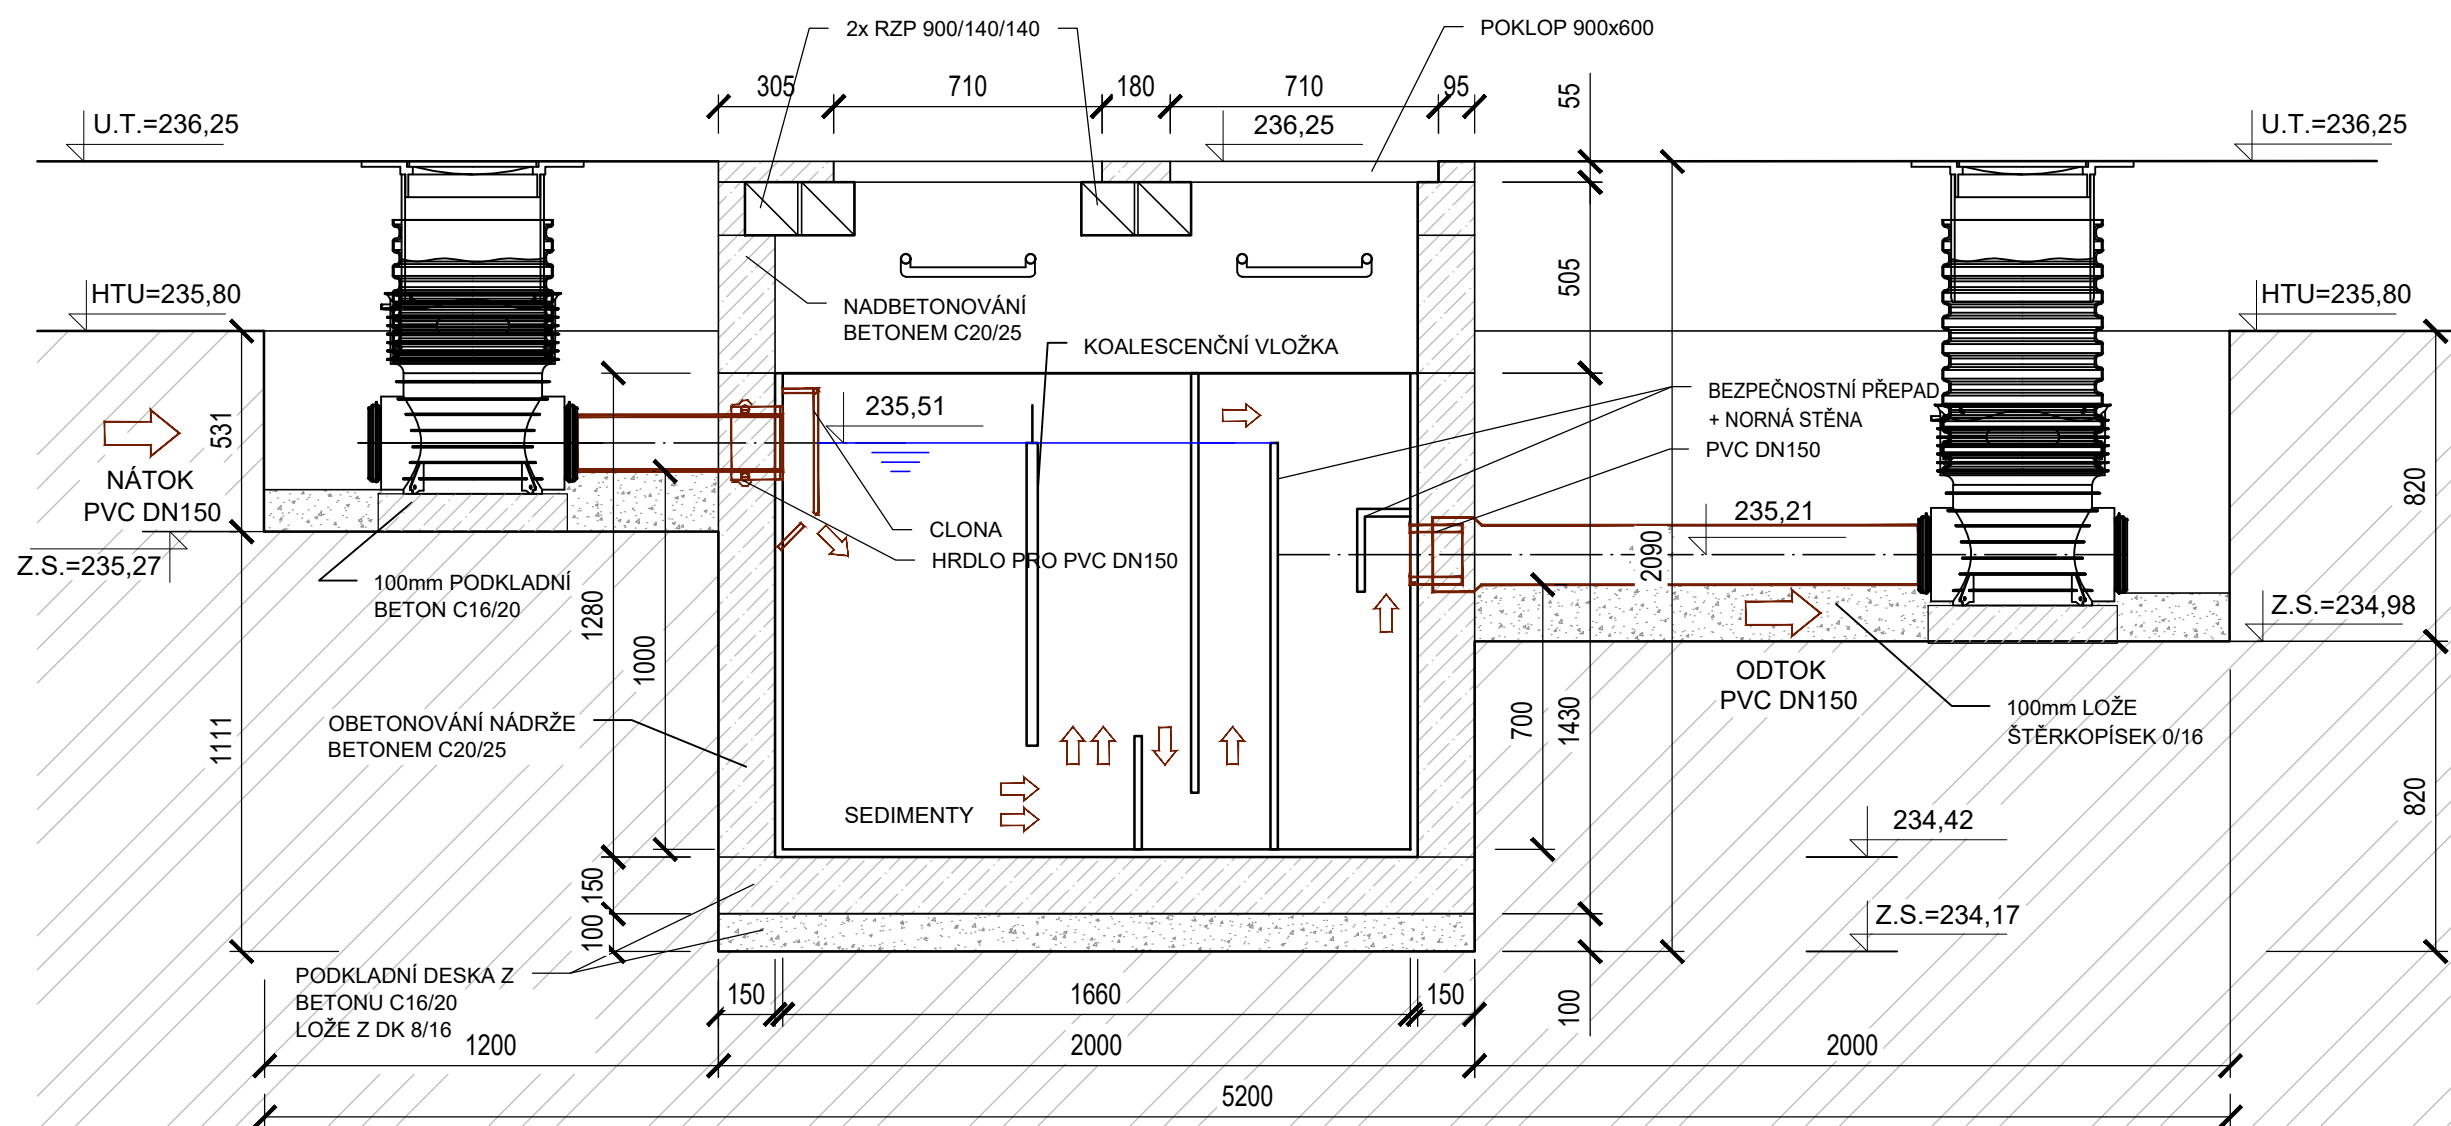 2x RZP 900/140/140
POKLOP 900x600
305
710
180
710
95
55
U.T.=236,25
236,25
U.T.=236,25
HTU=235,80
HTU=235,80
NADBETONOVÁNÍ
BETONEM C20/25
505
KOALESCENČNÍ VLOŽKA
BEZPEČNOSTNÍ PŘEPAD
+ NORNÁ STĚNA
PVC DN150
235,51
531
NÁTOK
PVC DN150
Z.S.=235,27
820
235,21
CLONA
HRDLO PRO PVC DN150
2090
100mm PODKLADNÍ
BETON C16/20
1280
1000
Z.S.=234,98
ODTOK
PVC DN150
100mm LOŽE
ŠTĚRKOPÍSEK 0/16
700
1430
OBETONOVÁNÍ NÁDRŽE
BETONEM C20/25
1111
SEDIMENTY
820
234,42
150
100
Z.S.=234,17
PODKLADNÍ DESKA Z
BETONU C16/20
LOŽE Z DK 8/16
150
1660
150
100
1200
2000
2000
5200